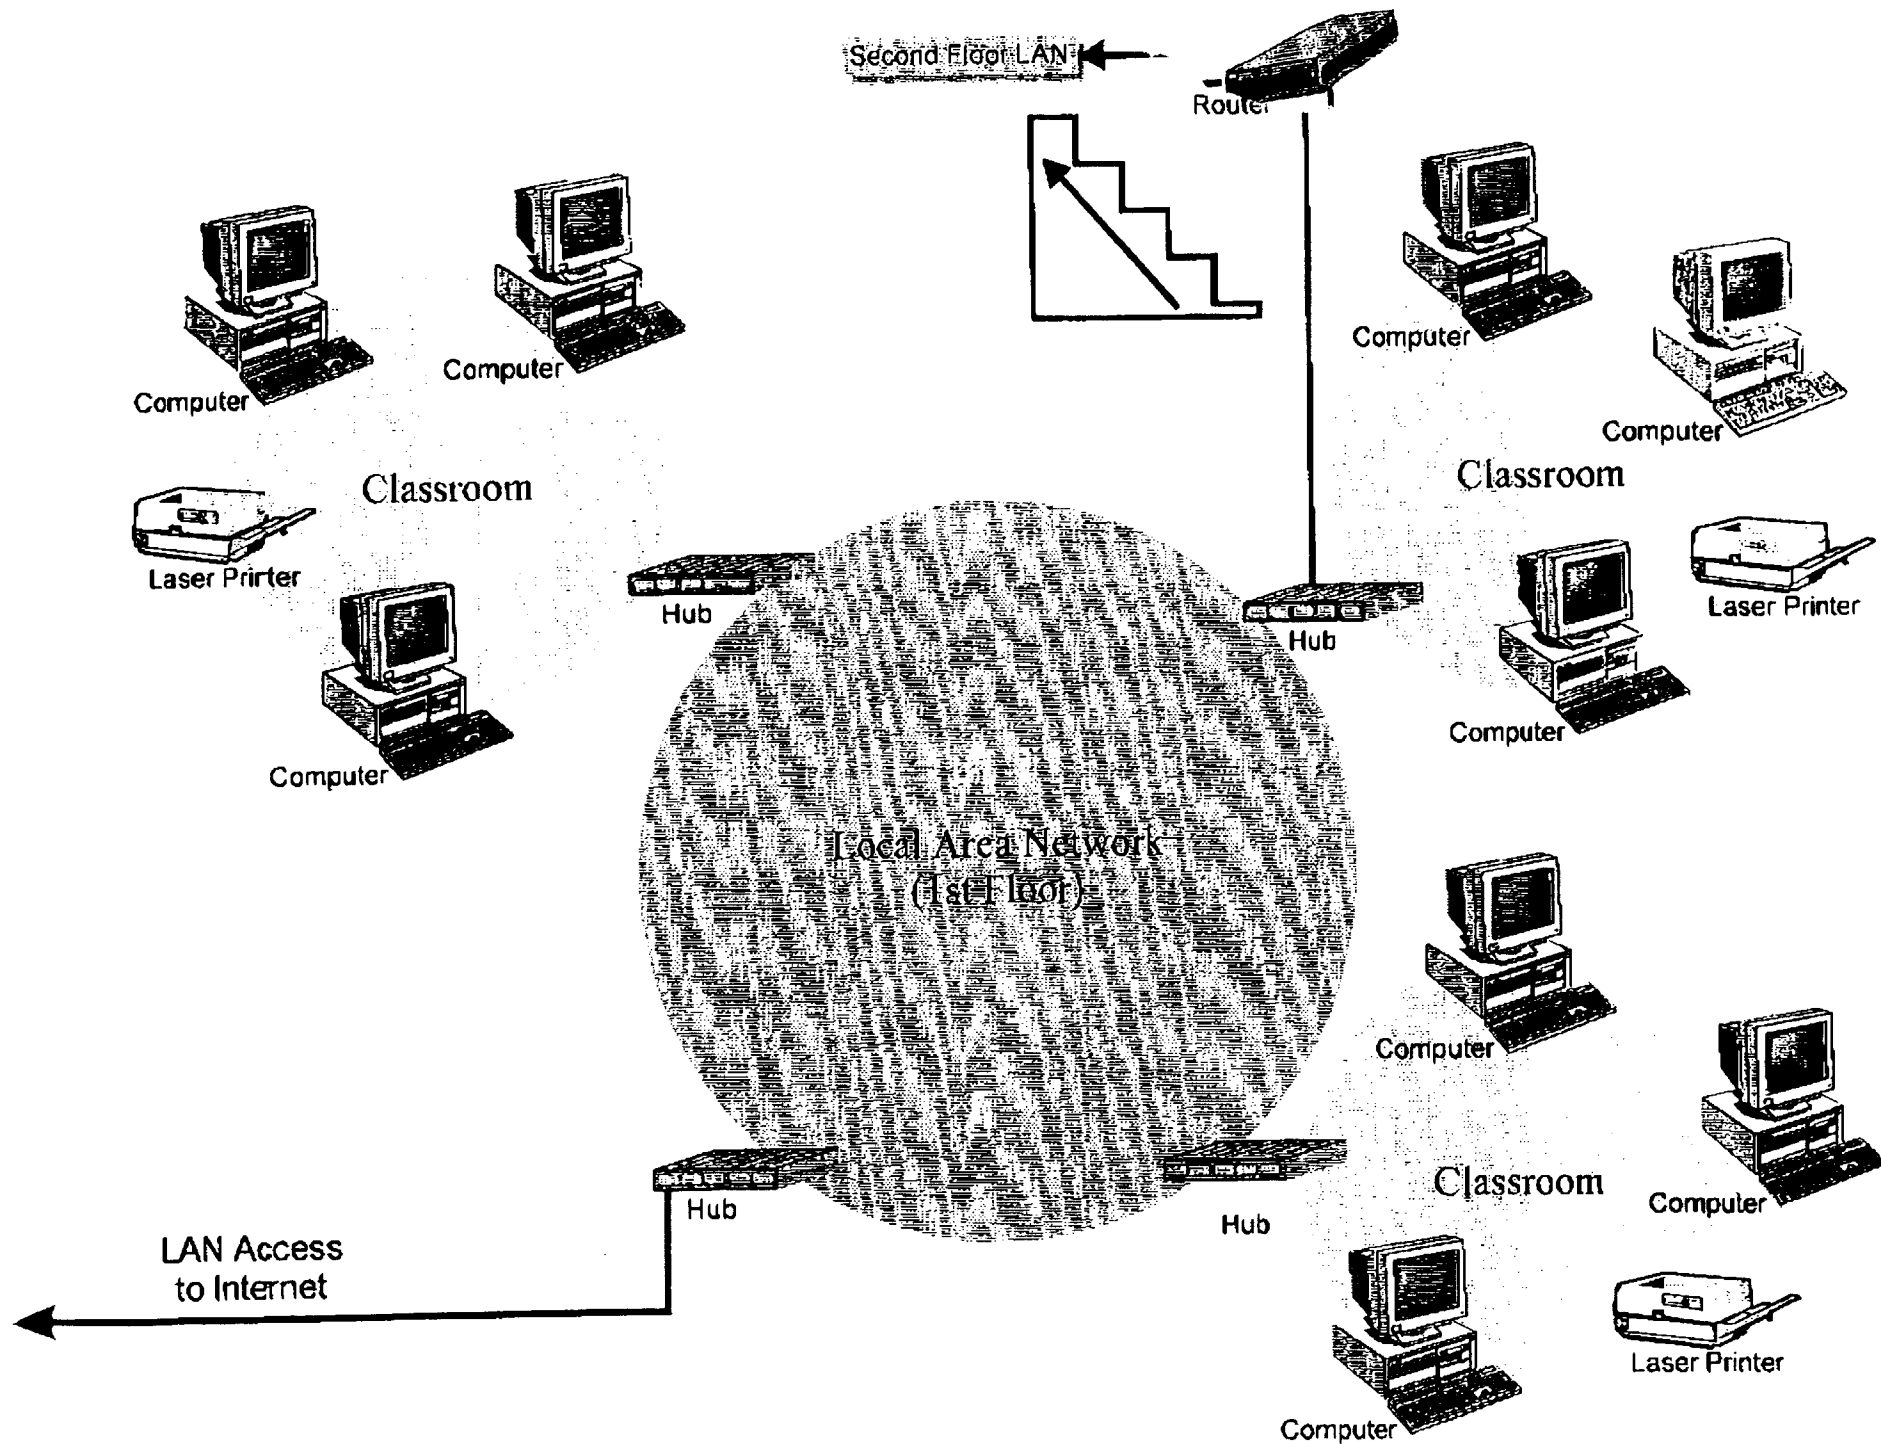 Second Floor LAN
Router
Computer
Computer
Computer
Computer
Classroom
Classroom
Laser Printer
Laser Printer
Hub
Hub
Computer
Computer
Local Area Network
(1st Floor)
Computer
Classroom
Computer
Hub
Hub
LAN Access
to Internet
Laser Printer
Computer